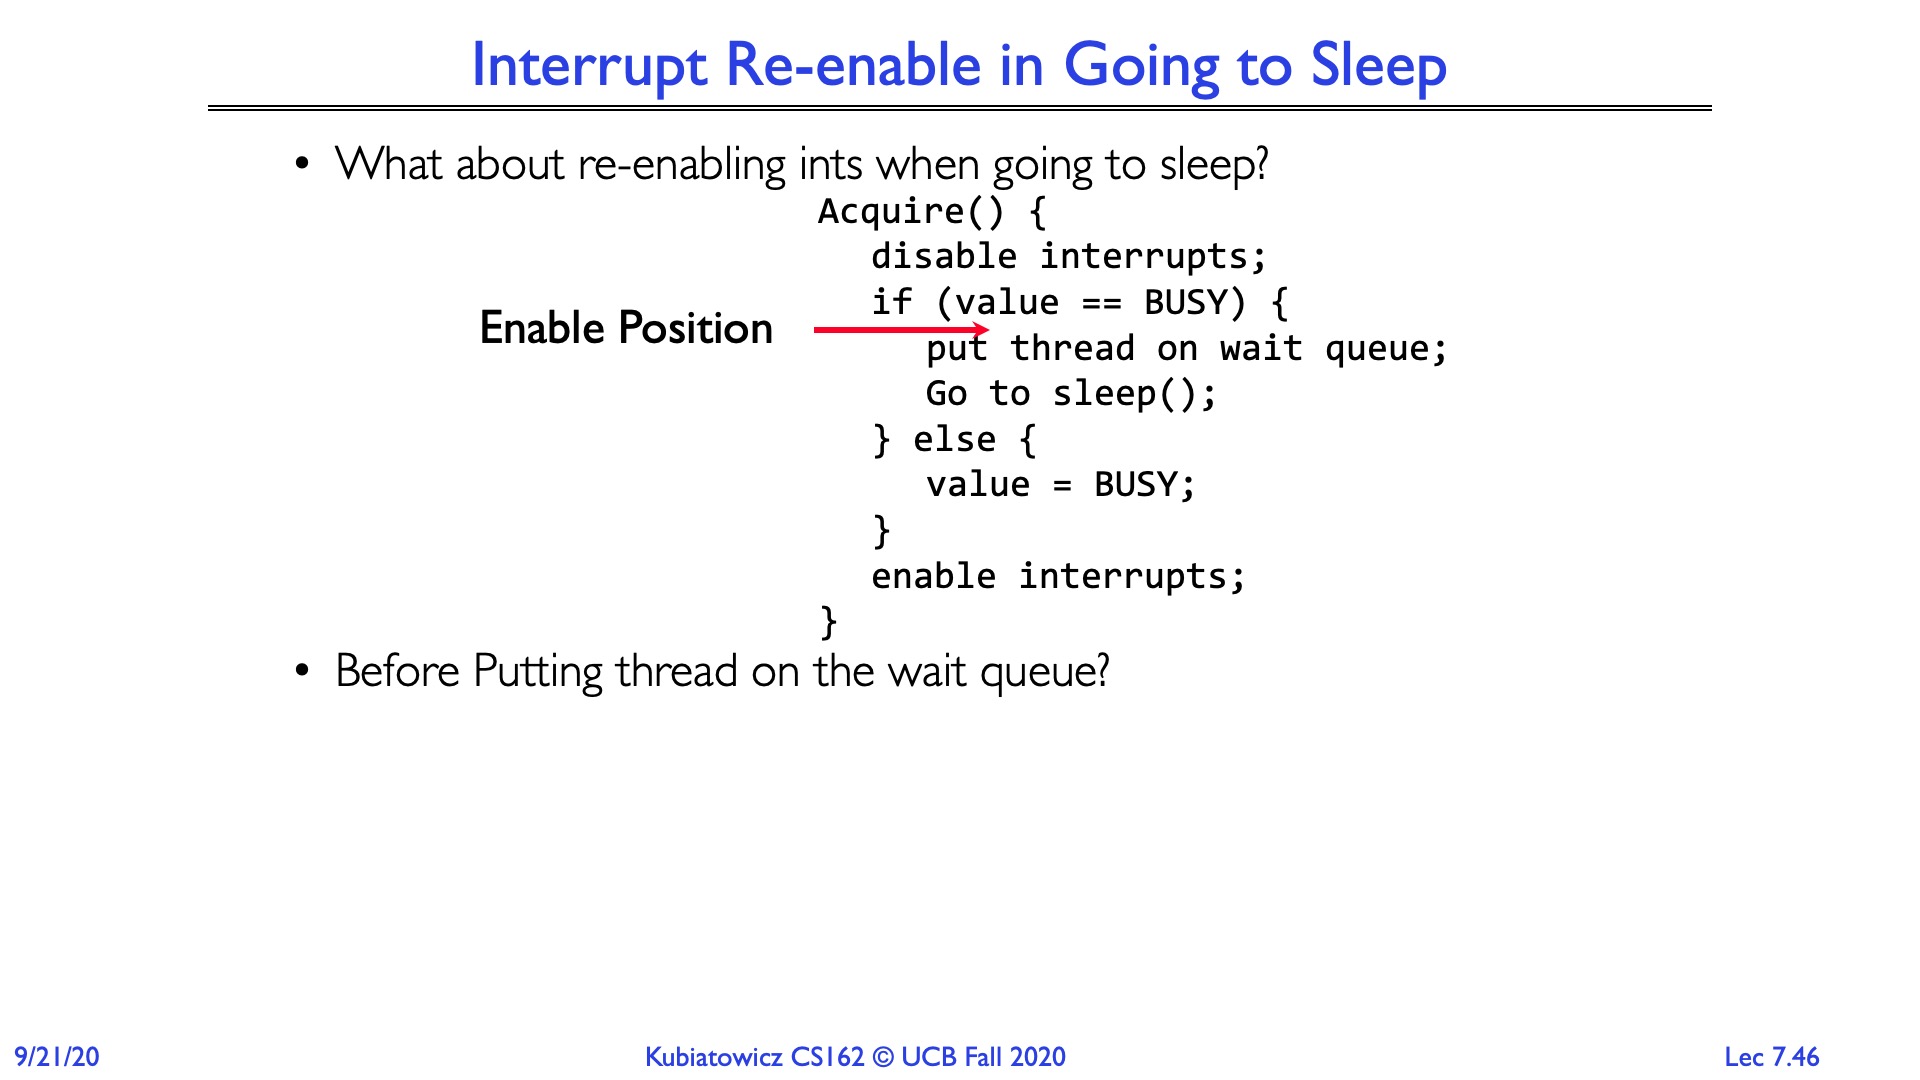 Interrupt Re-enable in Going to Sleep
• What about re-enabling ints when going to sleep?
Acquire() {
disable interrupts;
if (value == BUSY) {
Enable Position
put thread on wait queue;
Go to sleep();
} else {
value = BUSY;
}
enable interrupts;
}
• Before Putting thread on the wait queue?
9/21/20
Kubiatowicz CS162 © UCB Fall 2020
Lec 7.46